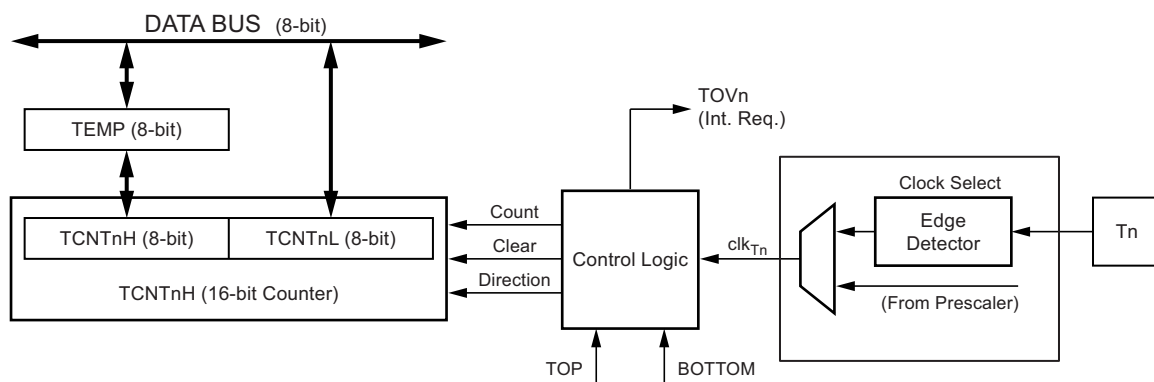 DATA BUS (8-bit)
TEMP (8-bit)
TOVn
(Int. Req.)
Clock Select
TCNTnH (8-bit)
TCNTnL (8-bit)
Count
Edge
Detector
Tn
Clear
Control Logic
clkTn
TCNTnH (16-bit Counter)
Direction
(From Prescaler)
TOP
BOTTOM